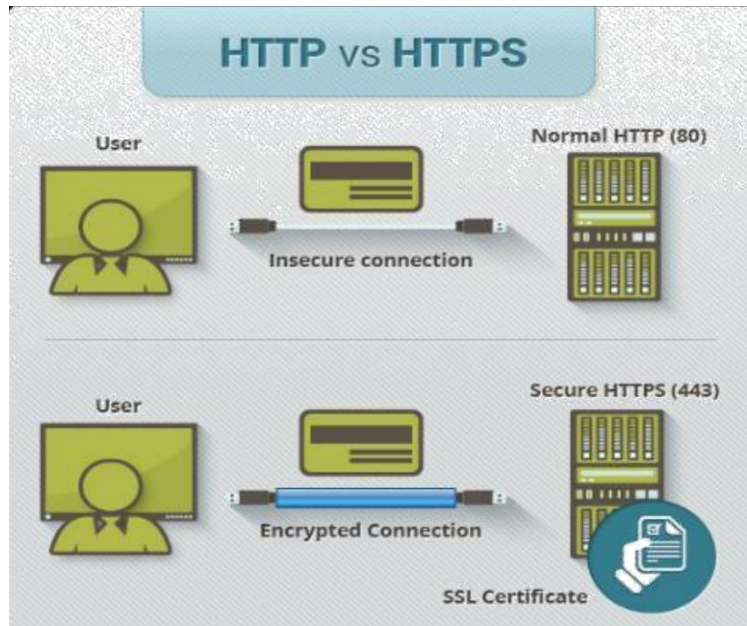 HTTP vs HTTPS
User
Normal HTTP (80)
Insecure connection
User
Secure HTTPS (443)
Encrypted Connection
SSL Certificate